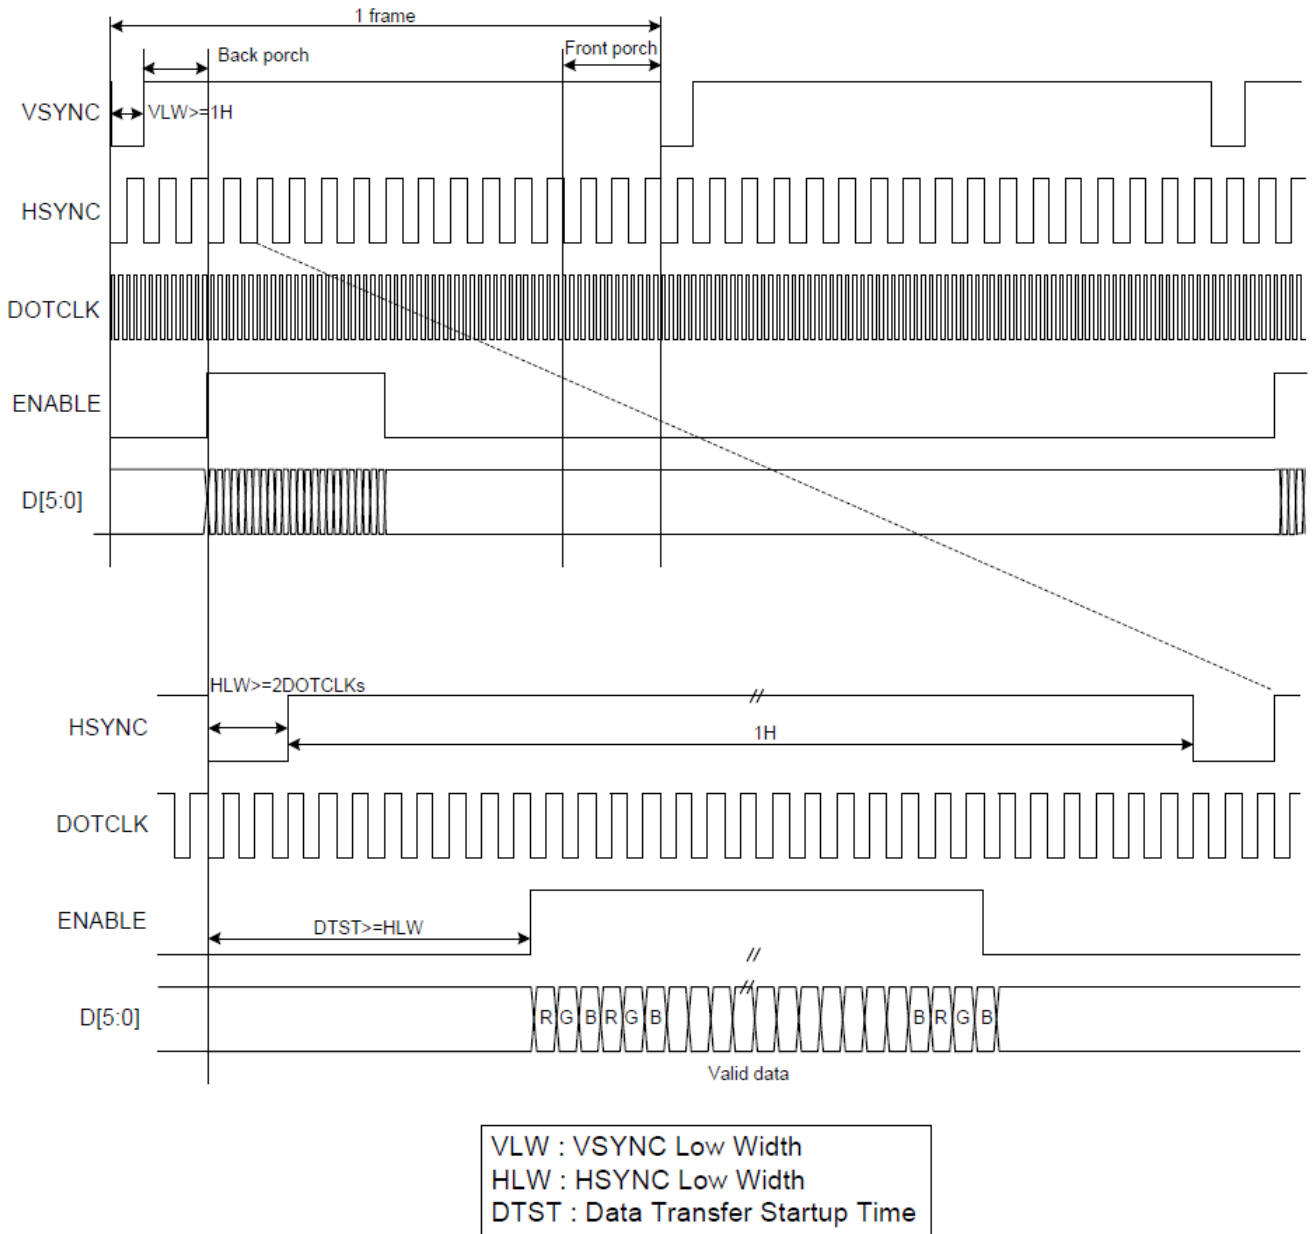 1 frame
Back porch
Front porch
VSYNC
VLW>=1H
HSYNC
DOTCLK
ENABLE
D[5:0]
HLW>=2DOTCLKs
HSYNC
1H
DOTCLK
ENABLE
DTST>=HLW
D[5:0]
R G B R G B B R G B
Valid data
VLW : VSYNC Low Width
HLW : HSYNC Low Width
DTST : Data Transfer Startup Time